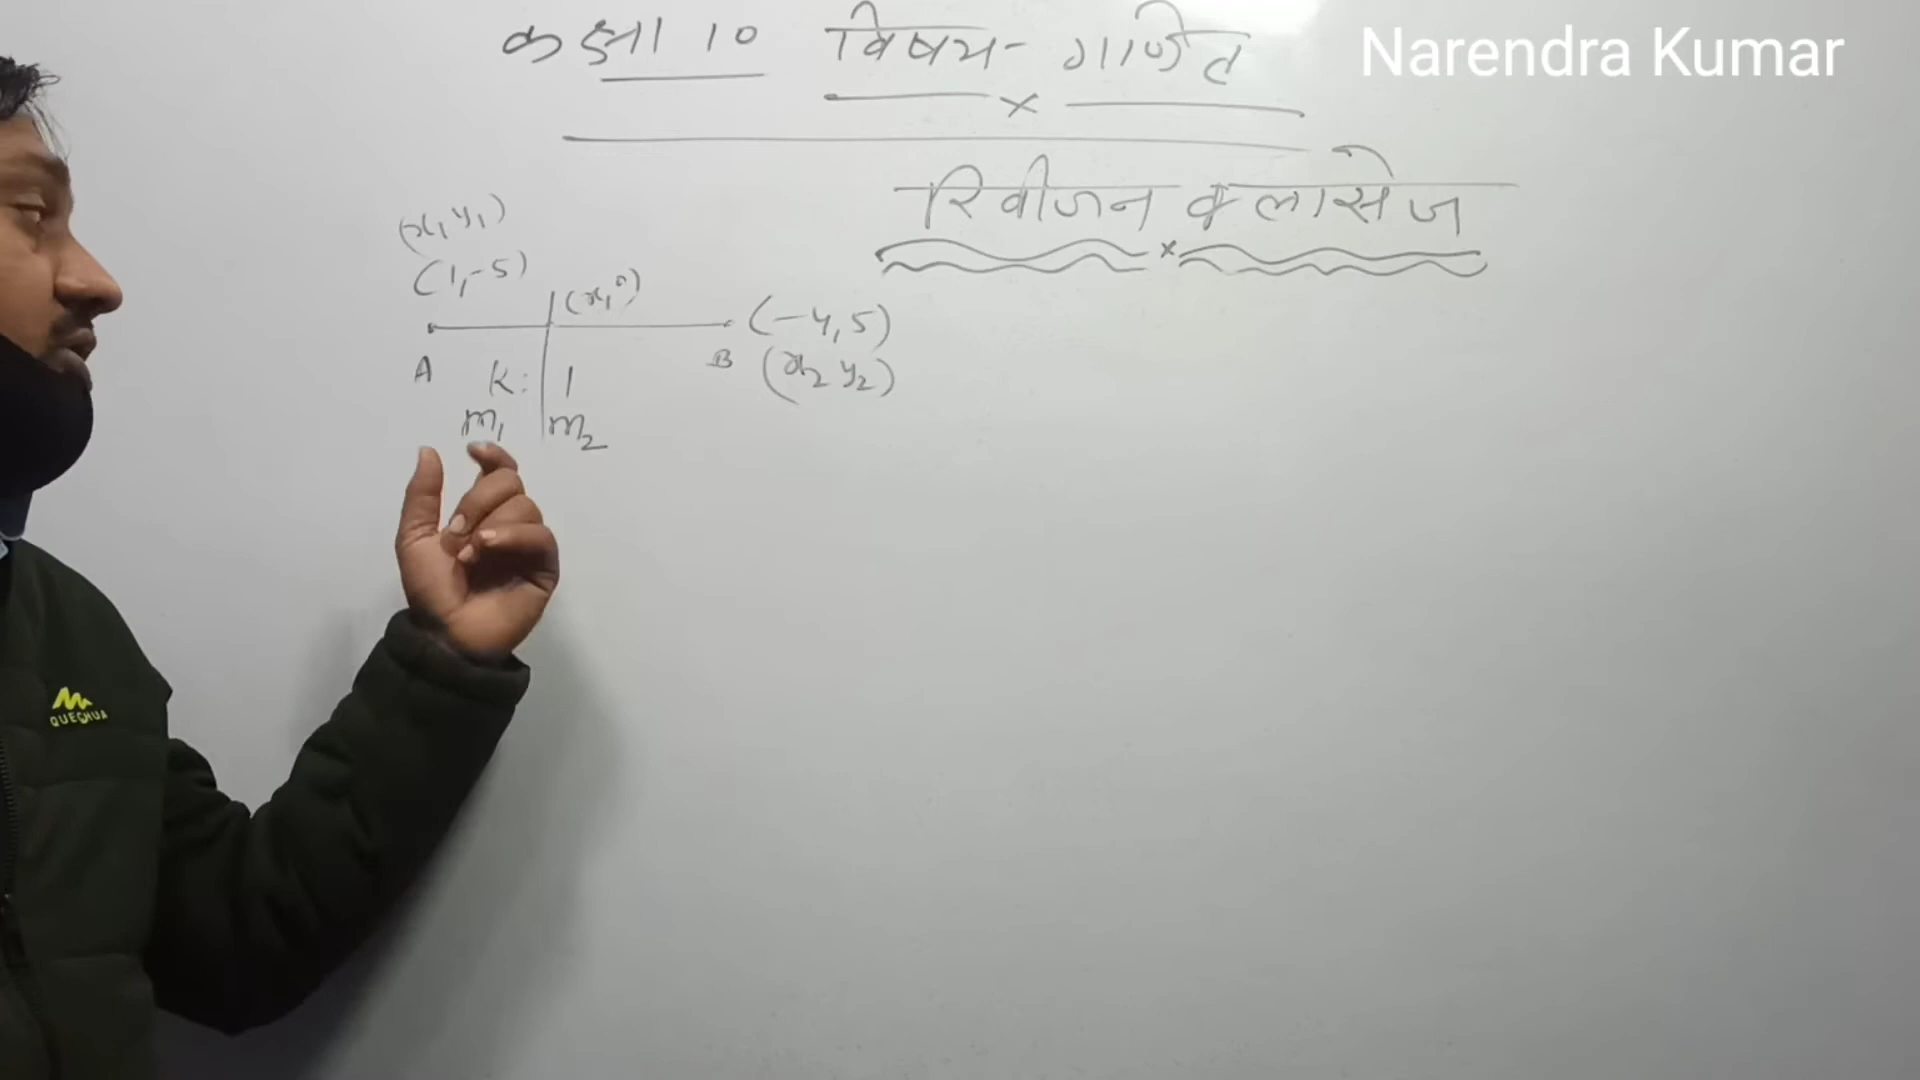 कक्षा 10 विषय - गणित
Narendra Kumar
रिवीजन क्लासेज
(x₁ y₁)
(1, -5)
(x, 0)
(-4, 5)
A
B
(x₂ y₂)
k : 1
m₁ m₂
QUECHUA